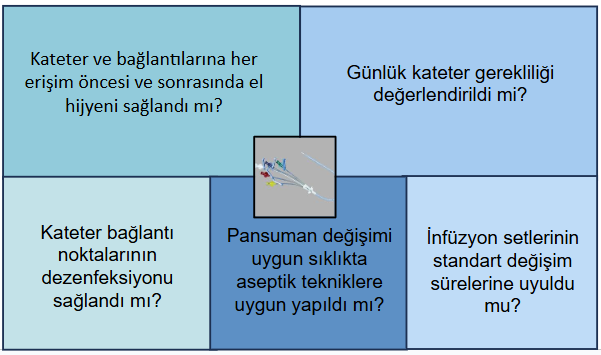 Kateter ve bağlantılarına her
erişim öncesi ve sonrasında el
hijyeni sağlandı mı?
Günlük kateter gerekliliği
değerlendirildi mi?
Kateter bağlantı
noktalarının
dezenfeksiyonu
sağlandı mı?
Pansuman değişimi
uygun sıklıkta
aseptik tekniklere
uygun yapıldı mı?
İnfüzyon setlerinin
standart değişim
sürelerine uyuldu
mu?